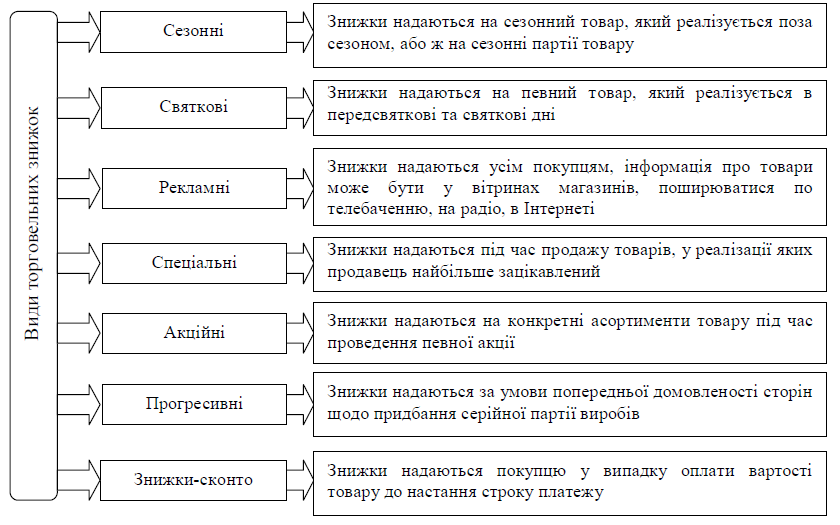 Види торговельних знижок
Сезонні
Знижки надаються на сезонний товар, який реалізується поза
сезоном, або ж на сезонні партії товару
Святкові
Знижки надаються на певний товар, який реалізується в
передсвяткові та святкові дні
Рекламні
Знижки надаються усім покупцям, інформація про товари
може бути у вітринах магазинів, поширюватися по
телебаченню, на радіо, в Інтернеті
Спеціальні
Знижки надаються під час продажу товарів, у реалізації яких
продавець найбільше зацікавлений
Акційні
Знижки надаються на конкретні асортименти товару під час
проведення певної акції
Прогресивні
Знижки надаються за умови попередньої домовленості сторін
щодо придбання серійної партії виробів
Знижки-сконто
Знижки надаються покупцю у випадку оплати вартості
товару до настання строку платежу